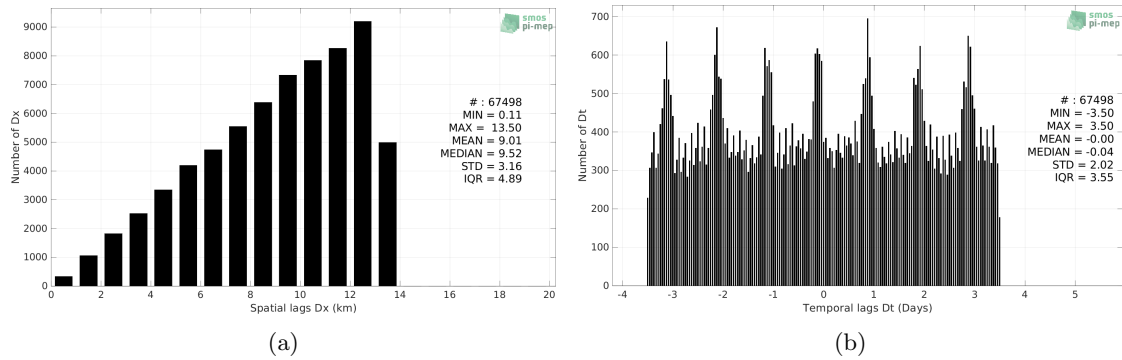 9000
8000
7000
6000
5000
4000
3000
2000
1000
0
Number of Dx
0 2 4 6 8 10 12 14 16 18 20
Spatial lags Dx (km)
smos
pi-mep
# : 67498
MIN = 0.11
MAX = 13.50
MEAN = 9.01
MEDIAN = 9.52
STD = 3.16
IQR = 4.89
(a)
700
600
500
400
300
200
100
0
Number of Dt
-4 -3 -2 -1 0 1 2 3 4 5
Temporal lags Dt (Days)
smos
pi-mep
# : 67498
MIN = -3.50
MAX = 3.50
MEAN = -0.00
MEDIAN = -0.04
STD = 2.02
IQR = 3.55
(b)